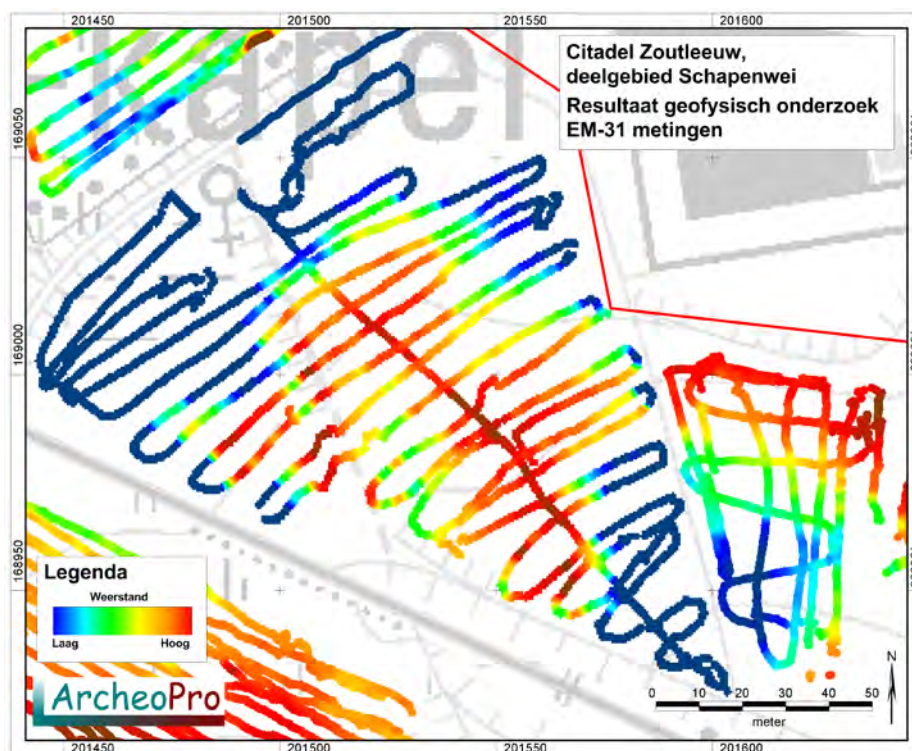 201450 201500 201550 201600
Citadel Zoutleeuw,
deelgebied Schapenwei
Resultaat geofysisch onderzoek
EM-31 metingen
kapel
169050
169000
168950
Legenda
Weerstand
Laag Hoog
ArcheoPro
N
0 10 20 30 40 50
meter
201450 201500 201550 201600